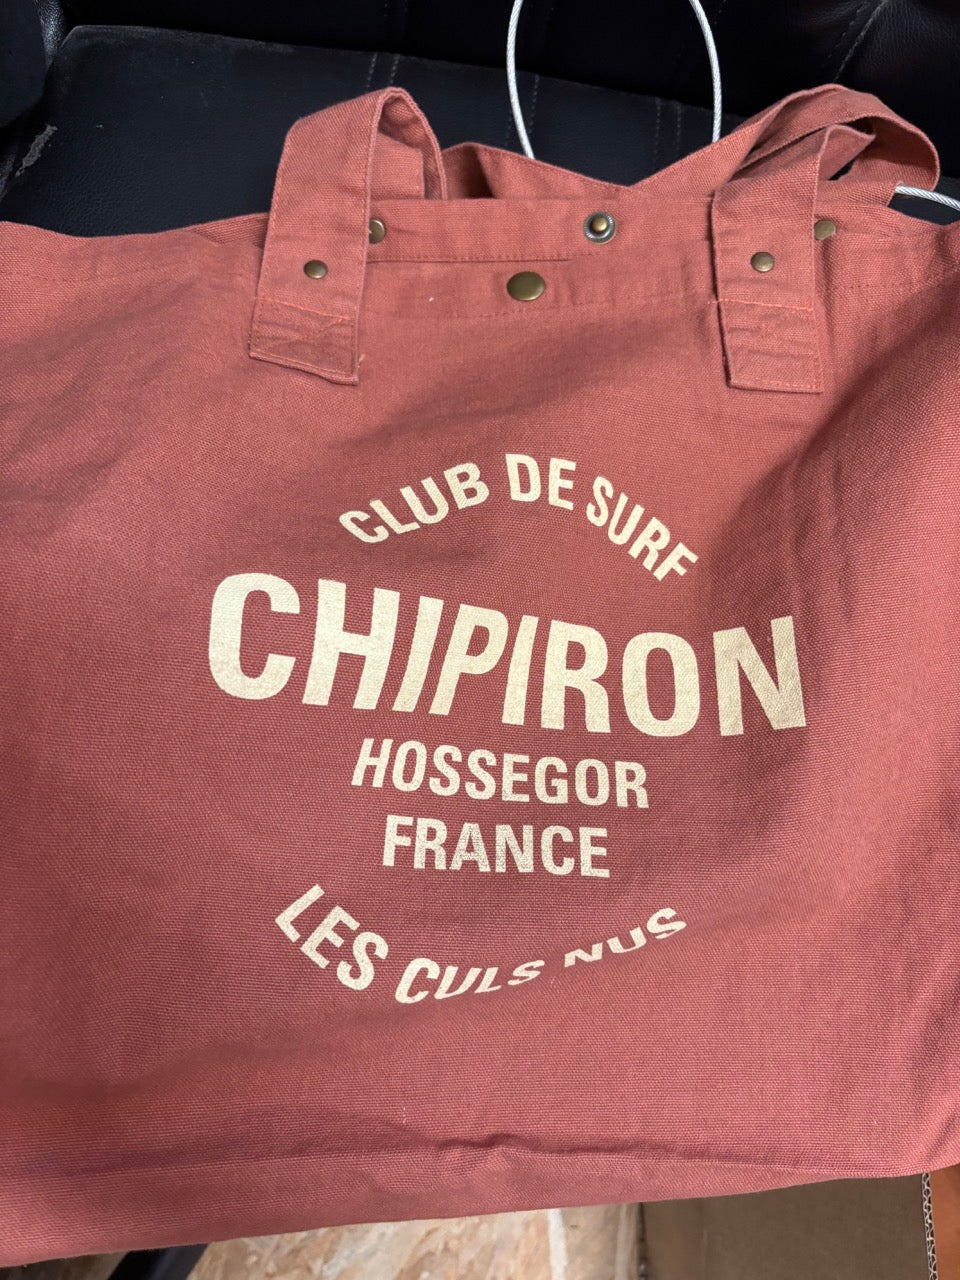 CLUB DE SURF
CHIPIRON
HOSSEGOR
FRANCE
LES CULS NUS